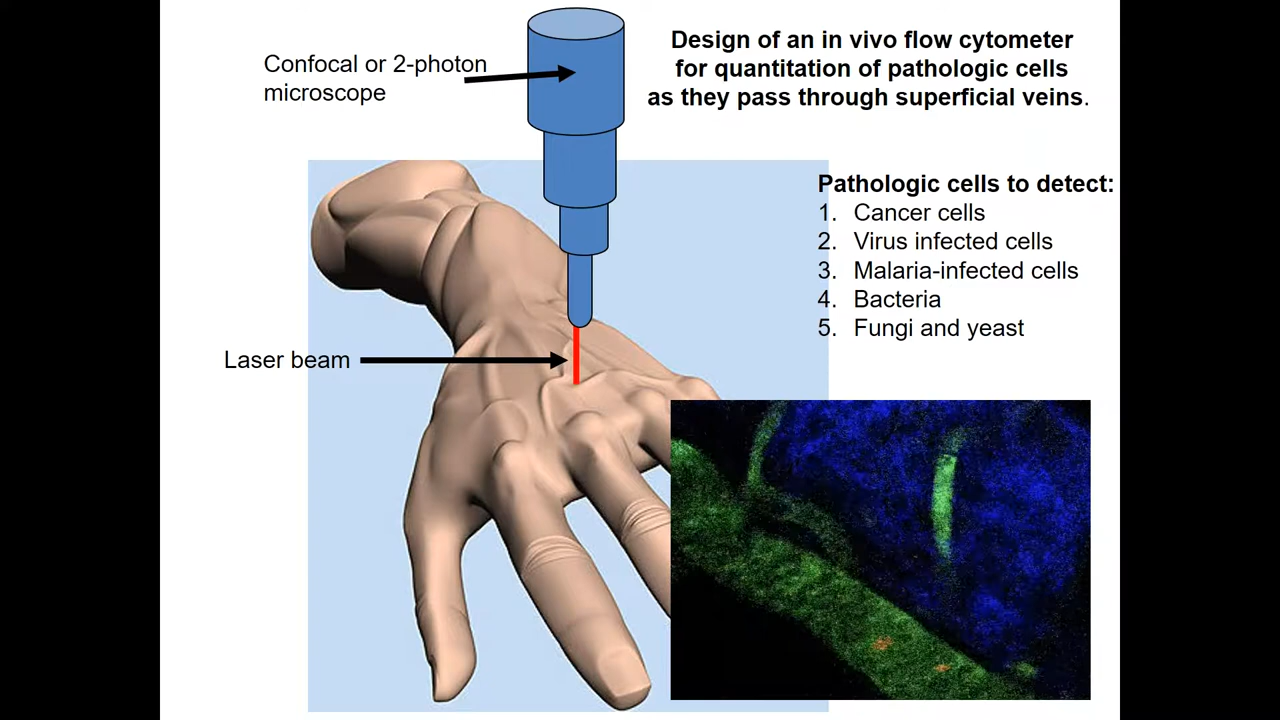 Confocal or 2-photon
microscope
Design of an in vivo flow cytometer
for quantitation of pathologic cells
as they pass through superficial veins.
Pathologic cells to detect:
1. Cancer cells
2. Virus infected cells
3. Malaria-infected cells
4. Bacteria
5. Fungi and yeast
Laser beam